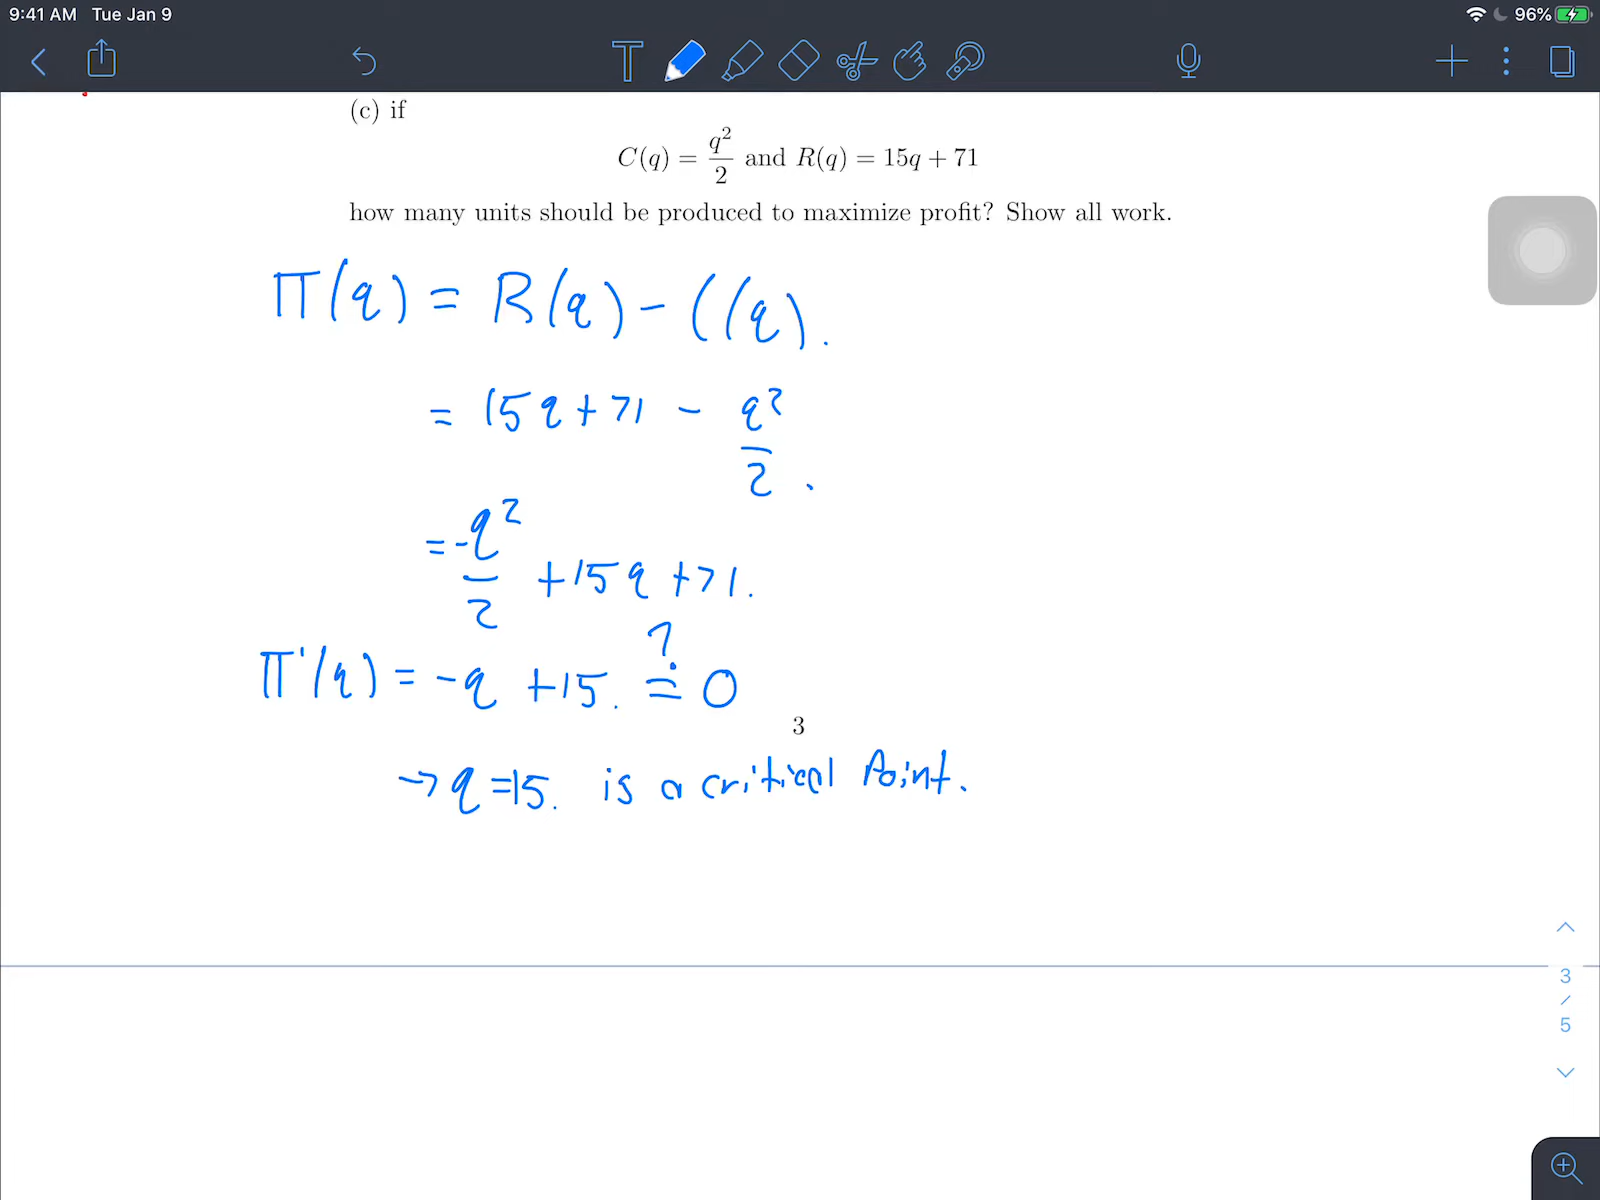 9:41 AM Tue Jan 9
96%
(c) if
C(q) = q²/2 and R(q) = 15q + 71
how many units should be produced to maximize profit? Show all work.
Π(q) = R(q) - C(q).
= 15q + 71 - q²/2.
= -q²/2 + 15q + 71.
Π'(q) = -q + 15. ≟ 0
3
→ q = 15. is a critical Point.
3
/
5